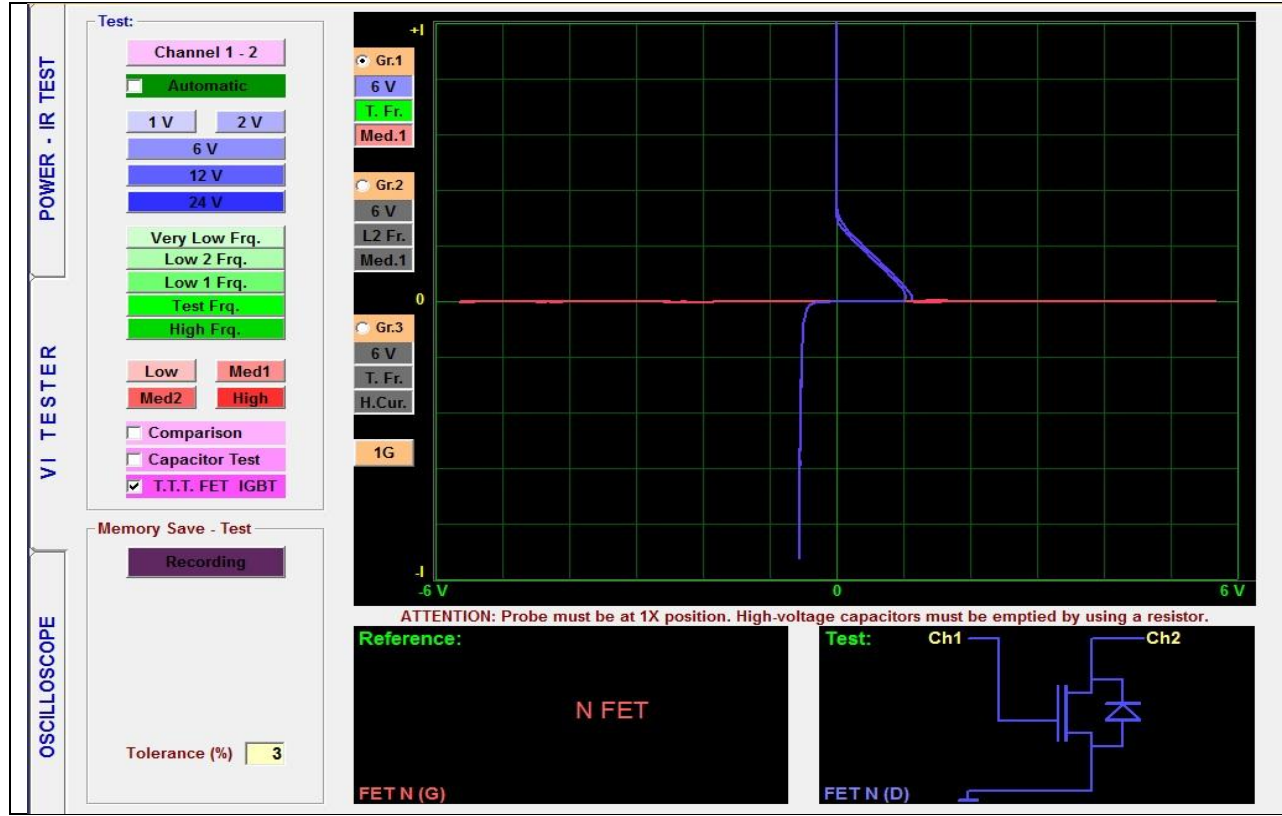 POWER - IR TEST
VI TESTER
OSCILLOSCOPE
Test:
Channel 1 - 2
Automatic
1 V
2 V
6 V
12 V
24 V
Very Low Frq.
Low 2 Frq.
Low 1 Frq.
Test Frq.
High Frq.
Low
Med1
Med2
High
Comparison
Capacitor Test
T.T.T. FET IGBT
Memory Save - Test
Recording
Tolerance (%) 3
Gr.1
6 V
T. Fr.
Med.1
Gr.2
6 V
L2 Fr.
Med.1
Gr.3
6 V
T. Fr.
H.Cur.
1G
+I
0
-I
-6 V
0
6 V
ATTENTION: Probe must be at 1X position. High-voltage capacitors must be emptied by using a resistor.
Reference:
N FET
FET N (G)
Test:
Ch1
Ch2
FET N (D)